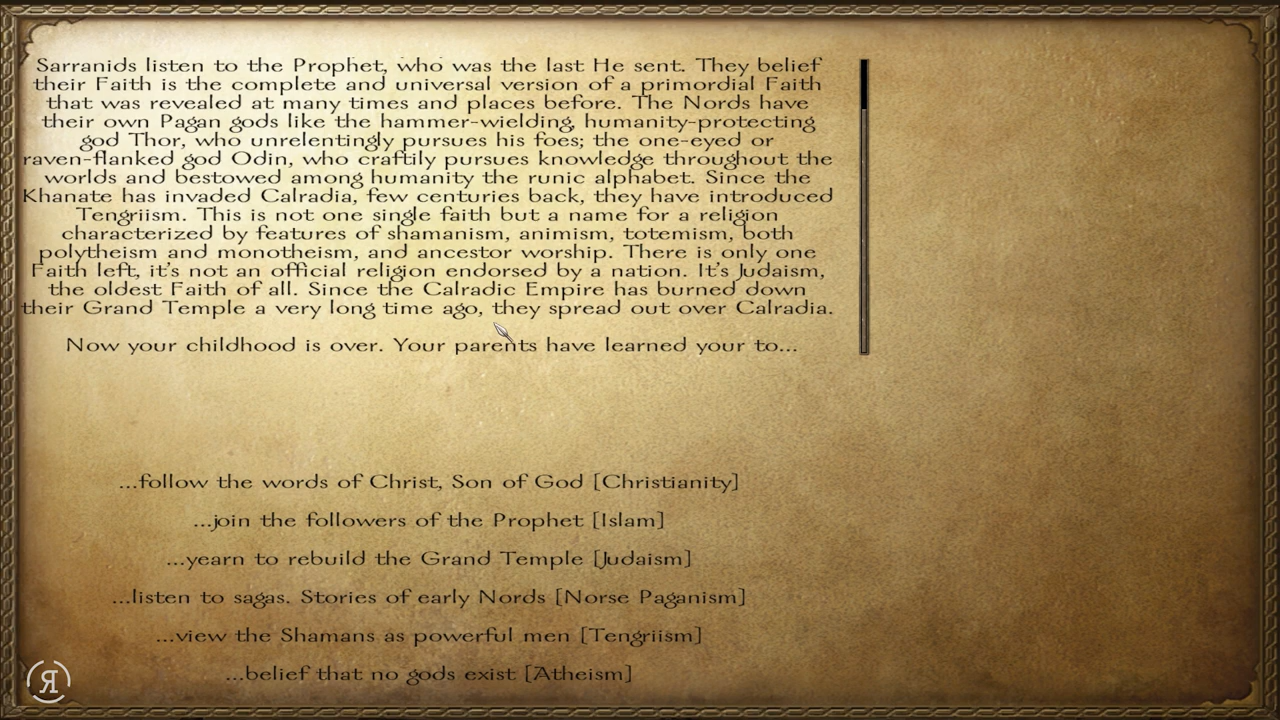 Sarranids listen to the Prophet, who was the last He sent. They belief
their Faith is the complete and universal version of a primordial Faith
that was revealed at many times and places before. The Nords have
their own Pagan gods like the hammer-wielding, humanity-protecting
god Thor, who unrelentingly pursues his foes; the one-eyed or
raven-flanked god Odin, who craftily pursues knowledge throughout the
worlds and bestowed among humanity the runic alphabet. Since the
Khanate has invaded Calradia, few centuries back, they have introduced
Tengriism. This is not one single faith but a name for a religion
characterized by features of shamanism, animism, totemism, both
polytheism and monotheism, and ancestor worship. There is only one
Faith left, it's not an official religion endorsed by a nation. It's Judaism,
the oldest Faith of all. Since the Calradic Empire has burned down
their Grand Temple a very long time ago, they spread out over Calradia.
Now your childhood is over. Your parents have learned your to...
...follow the words of Christ, Son of God [Christianity]
...join the followers of the Prophet [Islam]
...yearn to rebuild the Grand Temple [Judaism]
...listen to sagas. Stories of early Nords [Norse Paganism]
...view the Shamans as powerful men [Tengriism]
...belief that no gods exist [Atheism]
Я